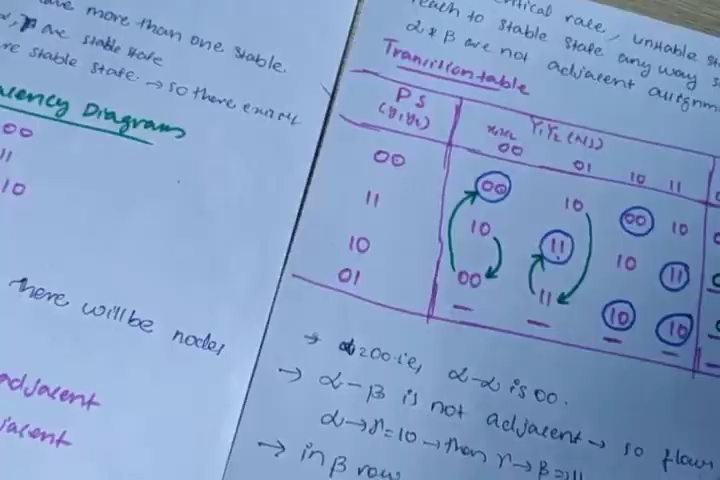 more than one stable.
are stable state
re stable state → so there exists
acency Diagram
00
11
10
there will be nodes
adjacent
jacent
critical race, unstable
reach to stable state any way
α & β are not adjacent assignm
Transition table
PS
(y1y2)
Y1Y2 (NS)
x1x2
00 01 10 11
00 00 10 00 10
11 10 11 10 11
10 00 11 10 10
01
→ α=00 i.e, α-α is 00.
→ α-β is not adjacent → so flow
α→γ=10 → then γ→β=11
→ in β row